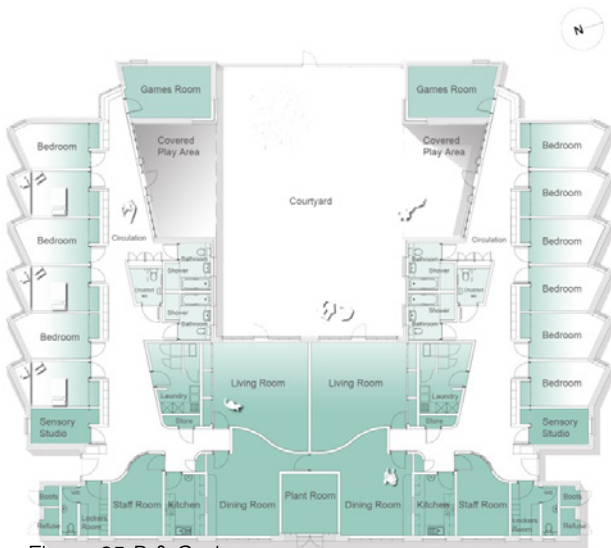 N
Games Room
Games Room
Covered
Play Area
Covered
Play Area
Courtyard
Bedroom
Bedroom
Bedroom
Bedroom
Bedroom
Bedroom
Bedroom
Bedroom
Bedroom
Circulation
Circulation
Bathroom
Shower
Shower
Bathroom
Bathroom
Shower
Shower
Bathroom
Living Room
Living Room
Laundry
Laundry
Store
Store
Sensory
Studio
Sensory
Studio
Boots
Refuse
WC
Lockers
Room
Staff Room
Kitchen
Dining Room
Plant Room
Dining Room
Kitchen
Staff Room
Lockers
Room
WC
Boots
Refuse